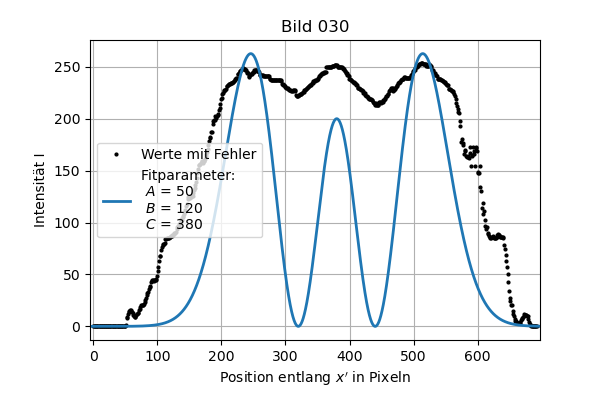 Bild 030
Intensität I
250
200
150
100
50
0
Werte mit Fehler
Fitparameter:
A = 50
B = 120
C = 380
0 100 200 300 400 500 600
Position entlang x′ in Pixeln